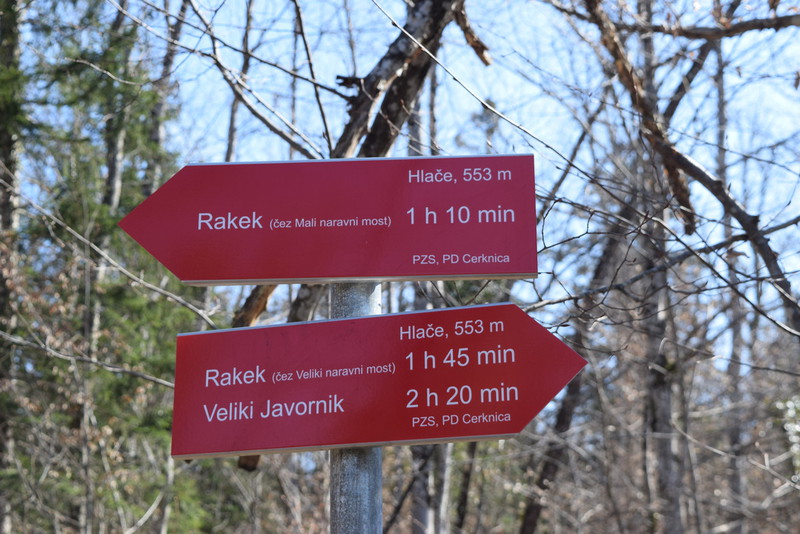 Hlače, 553 m
Rakek (čez Mali naravni most) 1 h 10 min
PZS, PD Cerknica
Hlače, 553 m
Rakek (čez Veliki naravni most) 1 h 45 min
Veliki Javornik 2 h 20 min
PZS, PD Cerknica